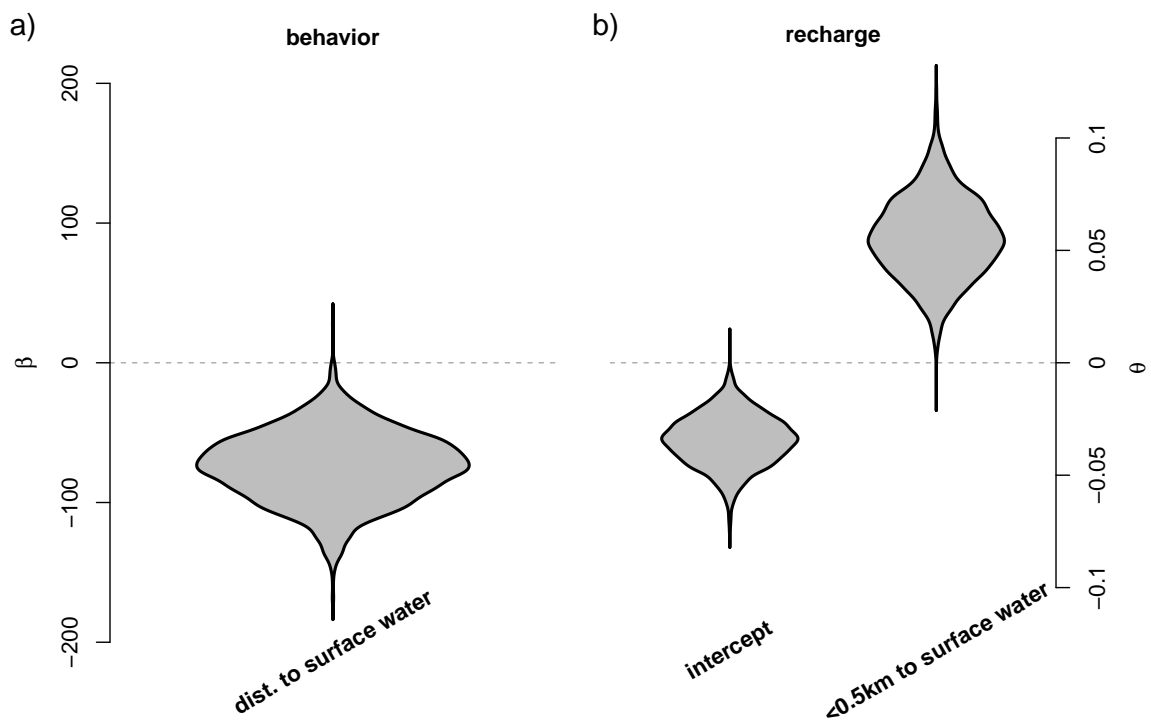 a)
behavior
200
100
0
−100
−200
β
dist. to surface water
b)
recharge
0.1
0.05
0
−0.05
−0.1
θ
intercept
<0.5km to surface water